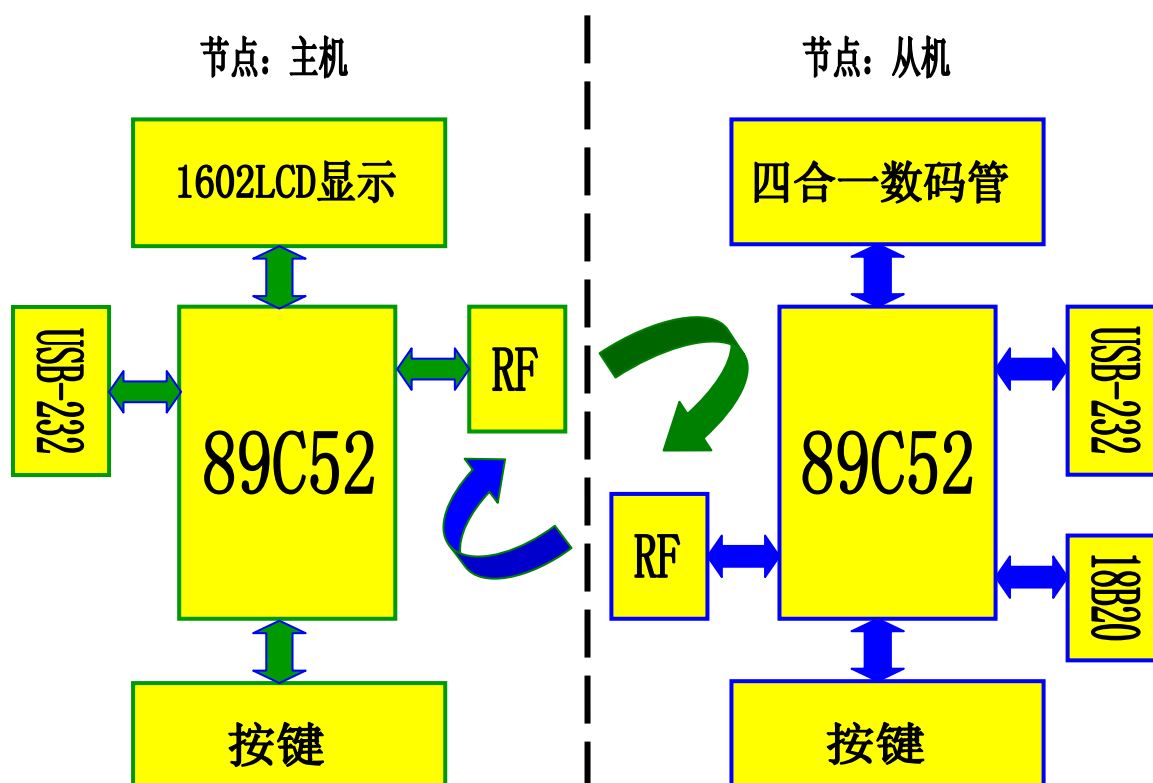 节点: 主机
1602LCD显示
USB-232
89C52
RF
按键
节点: 从机
四合一数码管
89C52
USB-232
RF
18B20
按键